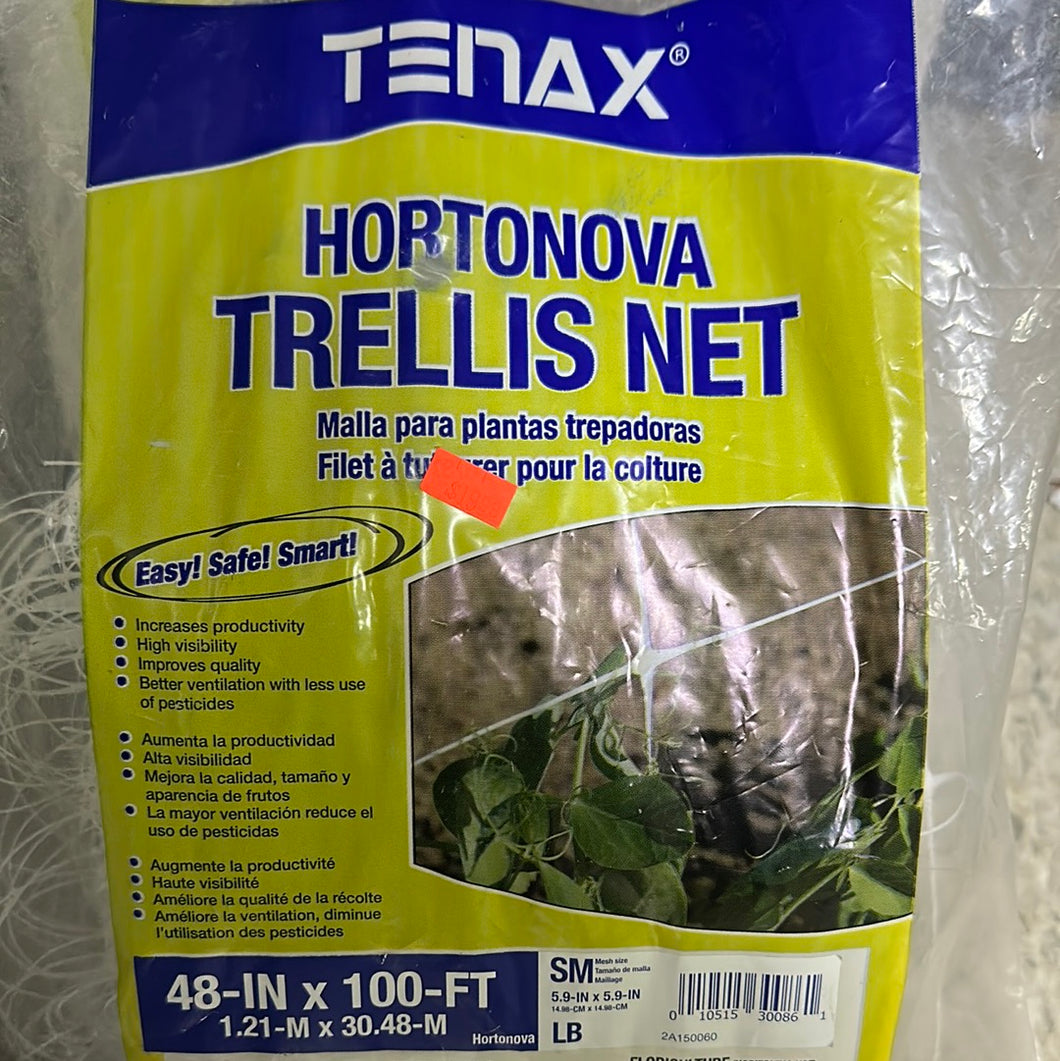 TENAX®
HORTONOVA
TRELLIS NET
Malla para plantas trepadoras
Filet à pour la colture
Easy! Safe! Smart!
Increases productivity
High visibility
Improves quality
Better ventilation with less use
of pesticides
Aumenta la productividad
Alta visibilidad
Mejora la calidad, tamaño y
aparencia de frutos
La mayor ventilación reduce el
uso de pesticidas
Augmente la productivité
Haute visibilité
Améliore la qualité de la récolte
Améliore la ventilation, diminue
l'utilisation des pesticides
48-IN x 100-FT
1.21-M x 30.48-M
Hortonova
SM
Mesh size
Tamaño de malla
Maillage
5.9-IN x 5.9-IN
14.98-CM x 14.98-CM
LB
0 10515 30086 1
2A150060